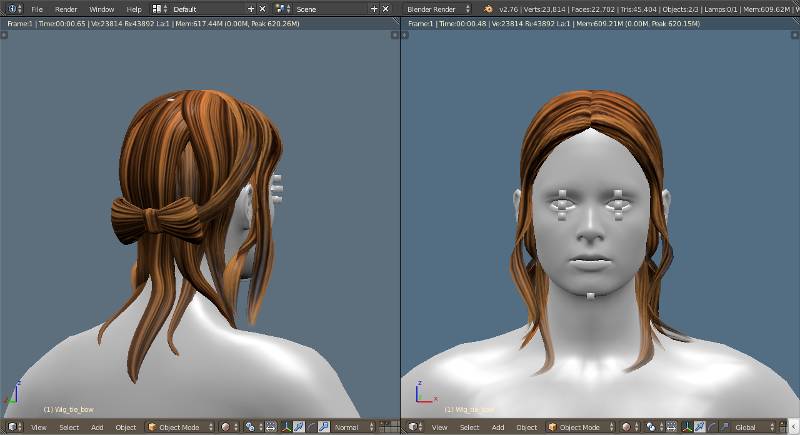 File Render Window Help Default Scene Blender Render v2.76 | Verts:23,814 | Faces:22,702 | Tris:45,404 | Objects:2/3 | Lamps:0/1 | Mem:609.62M
Frame:1 | Time:00:00.65 | Ve:23814 Fa:43892 La:1 | Mem:617.44M (0.00M, Peak 620.26M)
Frame:1 | Time:00:00.48 | Ve:23814 Fa:43892 La:1 | Mem:609.21M (0.00M, Peak 620.15M)
z
(1) Wig_tie_bow
z
x
(1) Wig_tie_bow
View Select Add Object Object Mode Normal
View Select Add Object Object Mode Global